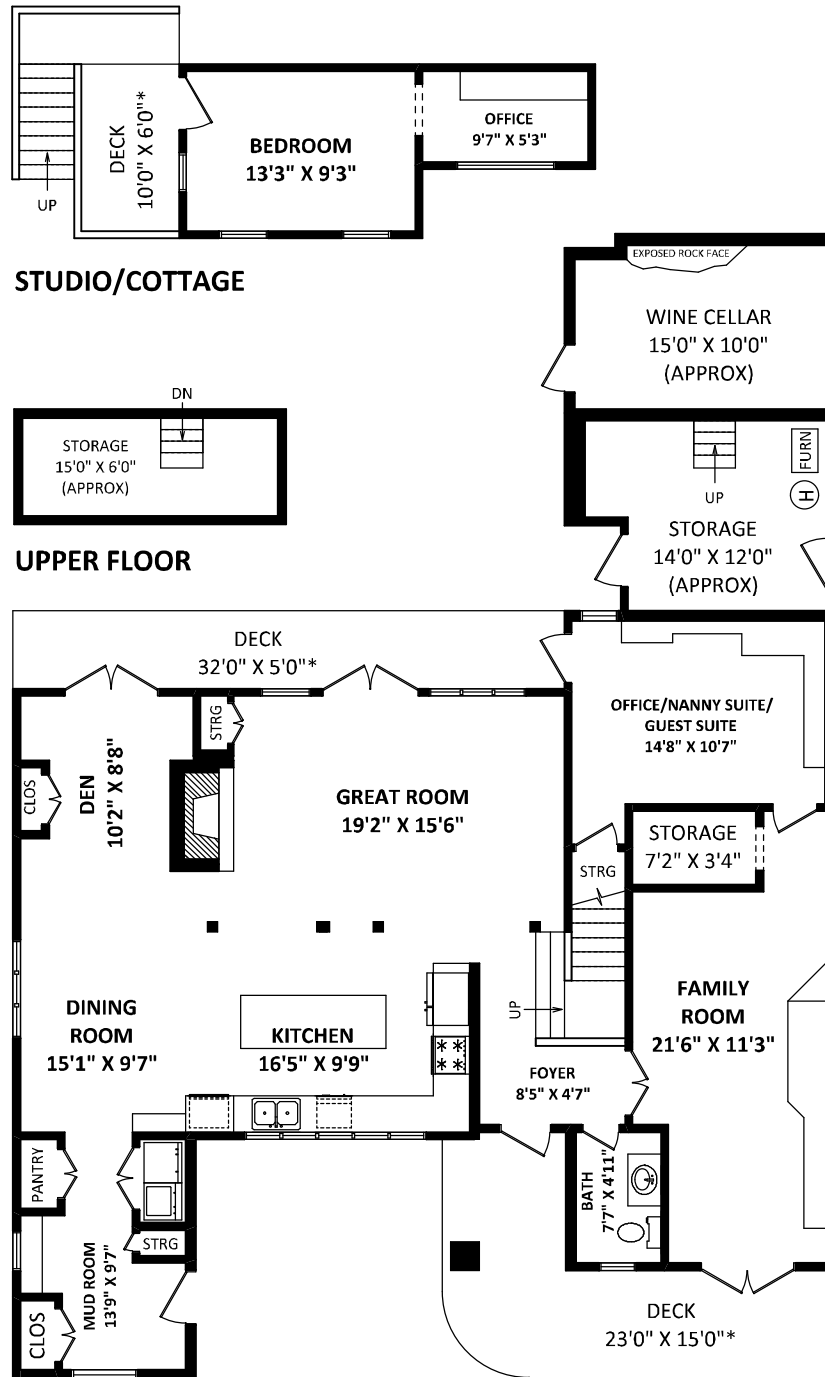 DECK
10'0" X 6'0"*
UP
BEDROOM
13'3" X 9'3"
OFFICE
9'7" X 5'3"
STUDIO/COTTAGE
EXPOSED ROCK FACE
WINE CELLAR
15'0" X 10'0"
(APPROX)
DN
STORAGE
15'0" X 6'0"
(APPROX)
UPPER FLOOR
FURN
H
UP
STORAGE
14'0" X 12'0"
(APPROX)
DECK
32'0" X 5'0"*
STRG
OFFICE/NANNY SUITE/
GUEST SUITE
14'8" X 10'7"
CLOS
DEN
10'2" X 8'8"
GREAT ROOM
19'2" X 15'6"
STORAGE
7'2" X 3'4"
STRG
DINING
ROOM
15'1" X 9'7"
KITCHEN
16'5" X 9'9"
UP
FAMILY
ROOM
21'6" X 11'3"
FOYER
8'5" X 4'7"
PANTRY
BATH
7'7" X 4'11"
STRG
MUD ROOM
13'9" X 9'7"
CLOS
DECK
23'0" X 15'0"*